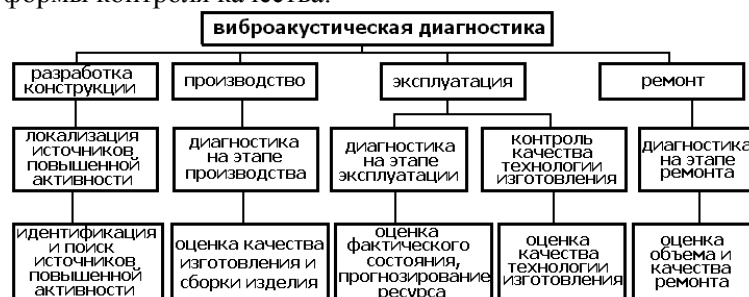 формы контроля качества.
виброакустическая диагностика
разработка
конструкции
производство
эксплуатация
ремонт
локализация
источников
повышенной
активности
диагностика
на этапе
производства
диагностика
на этапе
эксплуатации
контроль
качества
технологии
изготовления
диагностика
на этапе
ремонта
идентификация
и поиск
источников
повышенной
активности
оценка качества
изготовления и
сборки изделия
оценка
фактического
состояния,
прогнозирование
ресурса
оценка
качества
технологии
изготовления
оценка
объема и
качества
ремонта